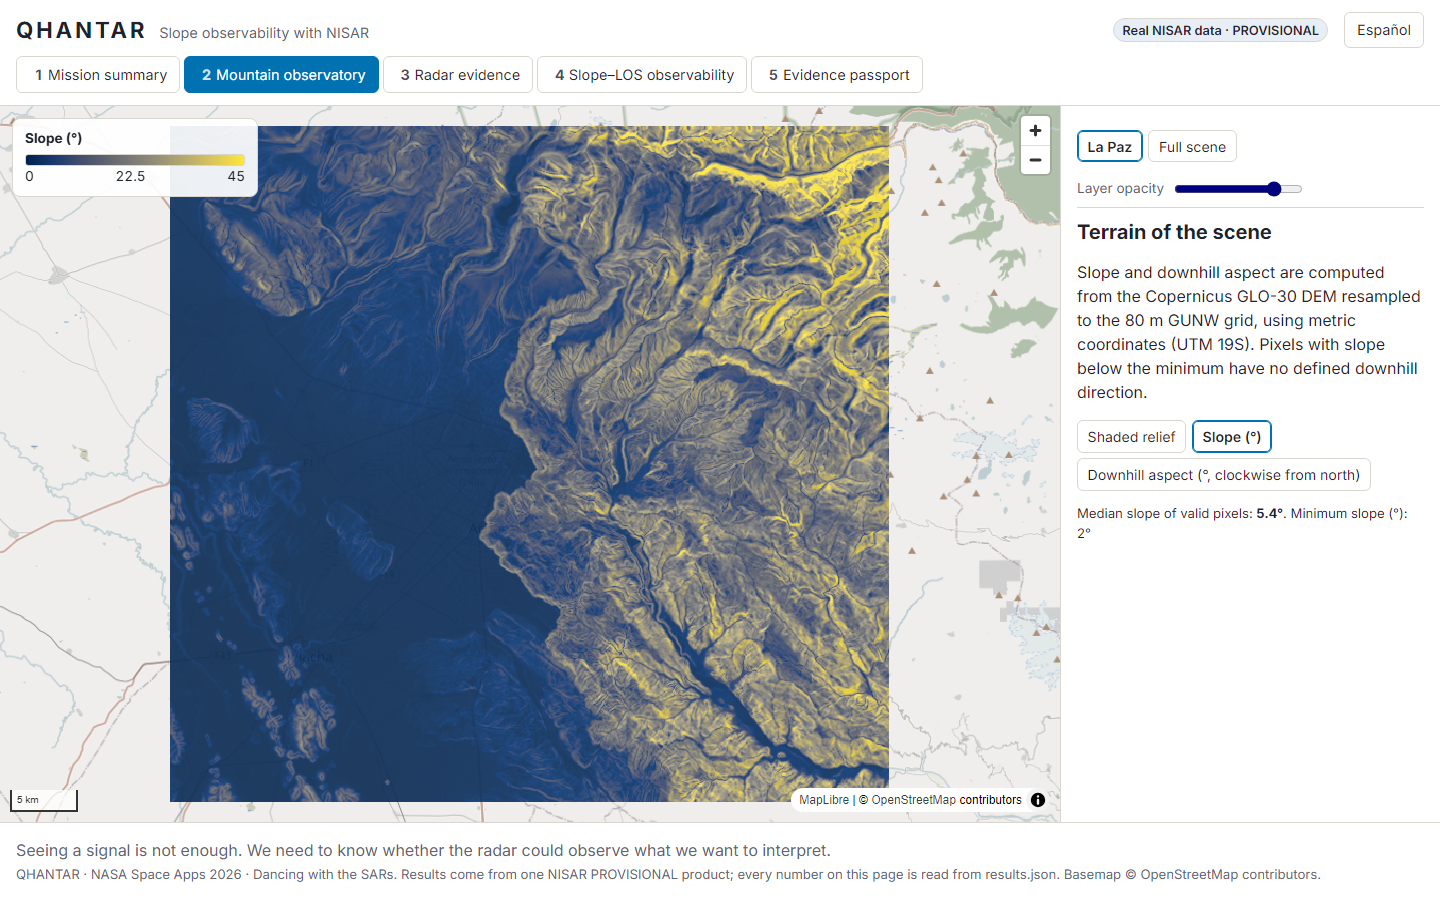 QHANTAR
Slope observability with NISAR
Real NISAR data · PROVISIONAL
Español
1 Mission summary
2 Mountain observatory
3 Radar evidence
4 Slope–LOS observability
5 Evidence passport
Slope (°)
0 22.5 45
+
−
5 km
MapLibre | © OpenStreetMap contributors
La Paz
Full scene
Layer opacity
Terrain of the scene
Slope and downhill aspect are computed
from the Copernicus GLO-30 DEM resampled
to the 80 m GUNW grid, using metric
coordinates (UTM 19S). Pixels with slope
below the minimum have no defined downhill
direction.
Shaded relief
Slope (°)
Downhill aspect (°, clockwise from north)
Median slope of valid pixels: 5.4°. Minimum slope (°):
2°
Seeing a signal is not enough. We need to know whether the radar could observe what we want to interpret.
QHANTAR · NASA Space Apps 2026 · Dancing with the SARs. Results come from one NISAR PROVISIONAL product; every number on this page is read from results.json. Basemap © OpenStreetMap contributors.